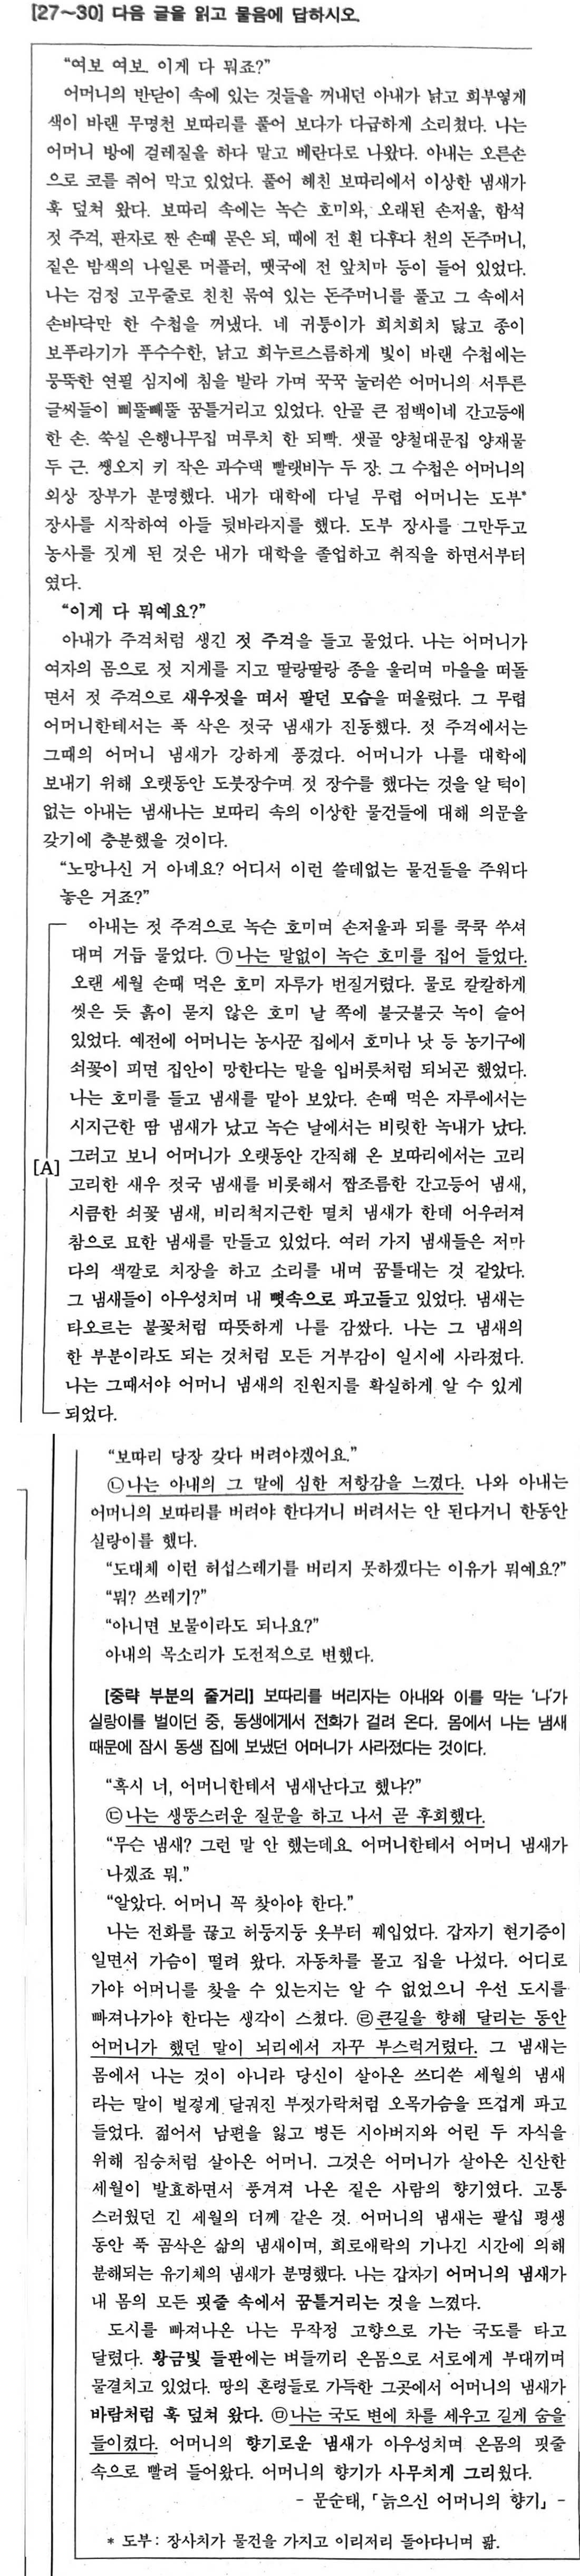 [27~30] 다음 글을 읽고 물음에 답하시오.
“여보 여보. 이게 다 뭐죠?”
어머니의 반닫이 속에 있는 것들을 꺼내던 아내가 낡고 희부옇게
색이 바랜 무명천 보따리를 풀어 보다가 다급하게 소리쳤다. 나는
어머니 방에 걸레질을 하다 말고 베란다로 나왔다. 아내는 오른손
으로 코를 쥐어 막고 있었다. 풀어 헤친 보따리에서 이상한 냄새가
훅 덮쳐 왔다. 보따리 속에는 녹슨 호미와, 오래된 손저울, 함석
젓 주걱, 판자로 짠 손때 묻은 되, 때에 전 흰 다후다 천의 돈주머니,
짙은 밤색의 나일론 머플러, 땟국에 전 앞치마 등이 들어 있었다.
나는 검정 고무줄로 친친 묶여 있는 돈주머니를 풀고 그 속에서
손바닥만 한 수첩을 꺼냈다. 네 귀퉁이가 희치희치 닳고 종이
보푸라기가 푸수수한, 낡고 희누르스름하게 빛이 바랜 수첩에는
뭉뚝한 연필 심지에 침을 발라 가며 꾹꾹 눌러쓴 어머니의 서투른
글씨들이 삐뚤빼뚤 꿈틀거리고 있었다. 안골 큰 점백이네 간고등애
한 손. 쑥실 은행나무집 며루치 한 되빡. 샛골 양철대문집 양재물
두 근. 쨍오지 키 작은 과수댁 빨랫비누 두 장. 그 수첩은 어머니의
외상 장부가 분명했다. 내가 대학에 다닐 무렵 어머니는 도부*
장사를 시작하여 아들 뒷바라지를 했다. 도부 장사를 그만두고
농사를 짓게 된 것은 내가 대학을 졸업하고 취직을 하면서부터
였다.
“이게 다 뭐예요?”
아내가 주걱처럼 생긴 젓 주걱을 들고 물었다. 나는 어머니가
여자의 몸으로 젓 지게를 지고 딸랑딸랑 종을 울리며 마을을 떠돌
면서 젓 주걱으로 새우젓을 떠서 팔던 모습을 떠올렸다. 그 무렵
어머니한테서는 푹 삭은 젓국 냄새가 진동했다. 젓 주걱에서는
그때의 어머니 냄새가 강하게 풍겼다. 어머니가 나를 대학에
보내기 위해 오랫동안 도붓장수며 젓 장수를 했다는 것을 알 턱이
없는 아내는 냄새나는 보따리 속의 이상한 물건들에 대해 의문을
갖기에 충분했을 것이다.
“노망나신 거 아녜요? 어디서 이런 쓸데없는 물건들을 주워다
놓은 거죠?”
아내는 젓 주걱으로 녹슨 호미며 손저울과 되를 쿡쿡 쑤셔
대며 거듭 물었다. ㉠나는 말없이 녹슨 호미를 집어 들었다.
오랜 세월 손때 먹은 호미 자루가 번질거렸다. 물로 칼칼하게
씻은 듯 흙이 묻지 않은 호미 날 쪽에 불긋불긋 녹이 슬어
있었다. 예전에 어머니는 농사꾼 집에서 호미나 낫 등 농기구에
쇠꽃이 피면 집안이 망한다는 말을 입버릇처럼 되뇌곤 했었다.
나는 호미를 들고 냄새를 맡아 보았다. 손때 먹은 자루에서는
시지근한 땀 냄새가 났고 녹슨 날에서는 비릿한 녹내가 났다.
[A] 그러고 보니 어머니가 오랫동안 간직해 온 보따리에서는 고리
고리한 새우 젓국 냄새를 비롯해서 짭조름한 간고등어 냄새,
시큼한 쇠꽃 냄새, 비리척지근한 멸치 냄새가 한데 어우러져
참으로 묘한 냄새를 만들고 있었다. 여러 가지 냄새들은 저마
다의 색깔로 치장을 하고 소리를 내며 꿈틀대는 것 같았다.
그 냄새들이 아우성치며 내 뼛속으로 파고들고 있었다. 냄새는
타오르는 불꽃처럼 따뜻하게 나를 감쌌다. 나는 그 냄새의
한 부분이라도 되는 것처럼 모든 거부감이 일시에 사라졌다.
나는 그때서야 어머니 냄새의 진원지를 확실하게 알 수 있게
되었다.
“보따리 당장 갖다 버려야겠어요.”
㉡나는 아내의 그 말에 심한 저항감을 느꼈다. 나와 아내는
어머니의 보따리를 버려야 한다거니 버려서는 안 된다거니 한동안
실랑이를 했다.
“도대체 이런 허섭스레기를 버리지 못하겠다는 이유가 뭐예요?”
“뭐? 쓰레기?”
“아니면 보물이라도 되나요?”
아내의 목소리가 도전적으로 변했다.
[중략 부분의 줄거리] 보따리를 버리자는 아내와 이를 막는 ‘나’가
실랑이를 벌이던 중, 동생에게서 전화가 걸려 온다. 몸에서 나는 냄새
때문에 잠시 동생 집에 보냈던 어머니가 사라졌다는 것이다.
“혹시 너, 어머니한테서 냄새난다고 했냐?”
㉢나는 생뚱스러운 질문을 하고 나서 곧 후회했다.
“무슨 냄새? 그런 말 안 했는데요. 어머니한테서 어머니 냄새가
나겠죠 뭐.”
“알았다. 어머니 꼭 찾아야 한다.”
나는 전화를 끊고 허둥지둥 옷부터 꿰입었다. 갑자기 현기증이
일면서 가슴이 떨려 왔다. 자동차를 몰고 집을 나섰다. 어디로
가야 어머니를 찾을 수 있는지는 알 수 없었으니 우선 도시를
빠져나가야 한다는 생각이 스쳤다. ㉣큰길을 향해 달리는 동안
어머니가 했던 말이 뇌리에서 자꾸 부스럭거렸다. 그 냄새는
몸에서 나는 것이 아니라 당신이 살아온 쓰디쓴 세월의 냄새
라는 말이 벌겋게 달궈진 부젓가락처럼 오목가슴을 뜨겁게 파고
들었다. 젊어서 남편을 잃고 병든 시아버지와 어린 두 자식을
위해 짐승처럼 살아온 어머니. 그것은 어머니가 살아온 신산한
세월이 발효하면서 풍겨져 나온 짙은 사람의 향기였다. 고통
스러웠던 긴 세월의 더께 같은 것. 어머니의 냄새는 팔십 평생
동안 푹 곰삭은 삶의 냄새이며, 희로애락의 기나긴 시간에 의해
분해되는 유기체의 냄새가 분명했다. 나는 갑자기 어머니의 냄새가
내 몸의 모든 핏줄 속에서 꿈틀거리는 것을 느꼈다.
도시를 빠져나온 나는 무작정 고향으로 가는 국도를 타고
달렸다. 황금빛 들판에는 벼들끼리 온몸으로 서로에게 부대끼며
물결치고 있었다. 땅의 혼령들로 가득한 그곳에서 어머니의 냄새가
바람처럼 훅 덮쳐 왔다. ㉤나는 국도 변에 차를 세우고 길게 숨을
들이켰다. 어머니의 향기로운 냄새가 아우성치며 온몸의 핏줄
속으로 빨려 들어왔다. 어머니의 향기가 사무치게 그리웠다.
- 문순태, 「늙으신 어머니의 향기」 -
* 도부: 장사치가 물건을 가지고 이리저리 돌아다니며 팖.